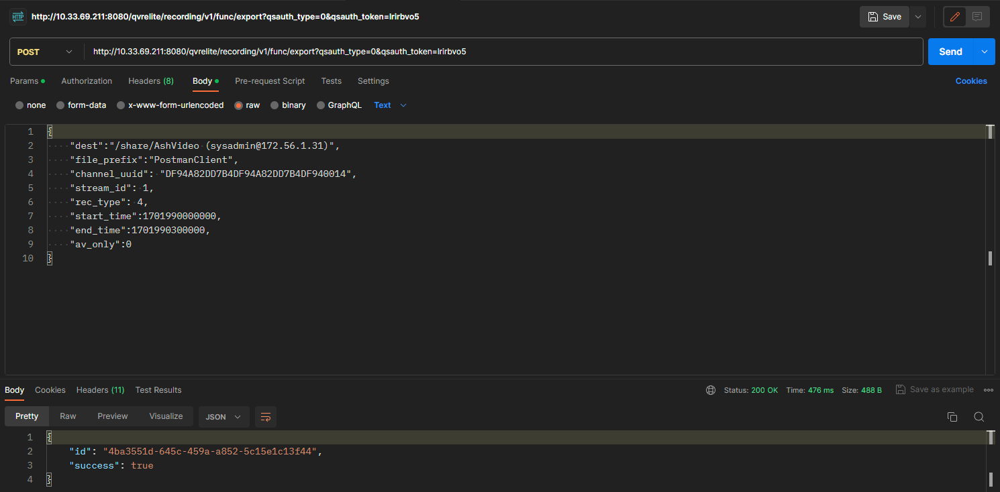 HTTP http://10.33.69.211:8080/qvrelite/recording/v1/func/export?qsauth_type=0&qsauth_token=lrirbvo5 Save
POST http://10.33.69.211:8080/qvrelite/recording/v1/func/export?qsauth_type=0&qsauth_token=lrirbvo5 Send
Params Authorization Headers (8) Body Pre-request Script Tests Settings Cookies
none form-data x-www-form-urlencoded raw binary GraphQL Text
1 {
2 "dest":"/share/AshVideo (sysadmin@172.56.1.31)",
3 "file_prefix":"PostmanClient",
4 "channel_uuid": "DF94A82DD7B4DF94A82DD7B4DF940014",
5 "stream_id": 1,
6 "rec_type": 4,
7 "start_time":1701990000000,
8 "end_time":1701990300000,
9 "av_only":0
10 }
Body Cookies Headers (11) Test Results Status: 200 OK Time: 476 ms Size: 488 B Save as example
Pretty Raw Preview Visualize JSON
1 {
2 "id": "4ba3551d-645c-459a-a852-5c15e1c13f44",
3 "success": true
4 }